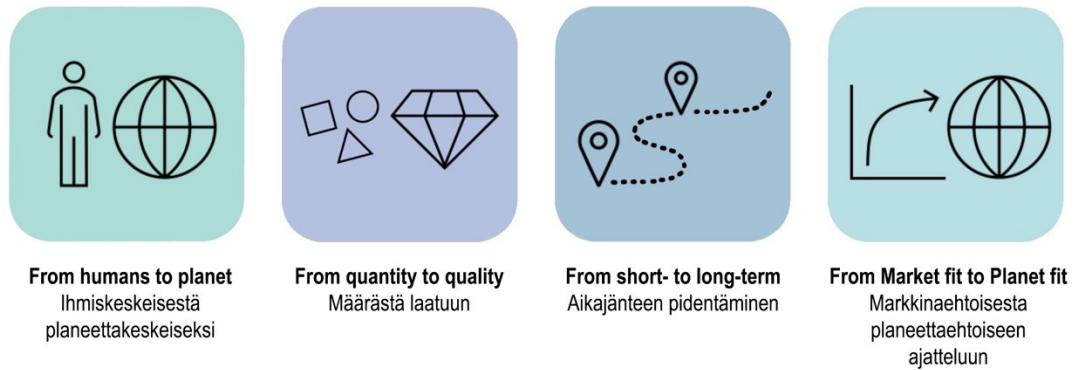 From humans to planet
Ihmiskeskeisestä
planeettakeskeiseksi
From quantity to quality
Määrästä laatuun
From short- to long-term
Aikajänteen pidentäminen
From Market fit to Planet fit
Markkinaehtoisesta
planeettaehtoiseen
ajatteluun